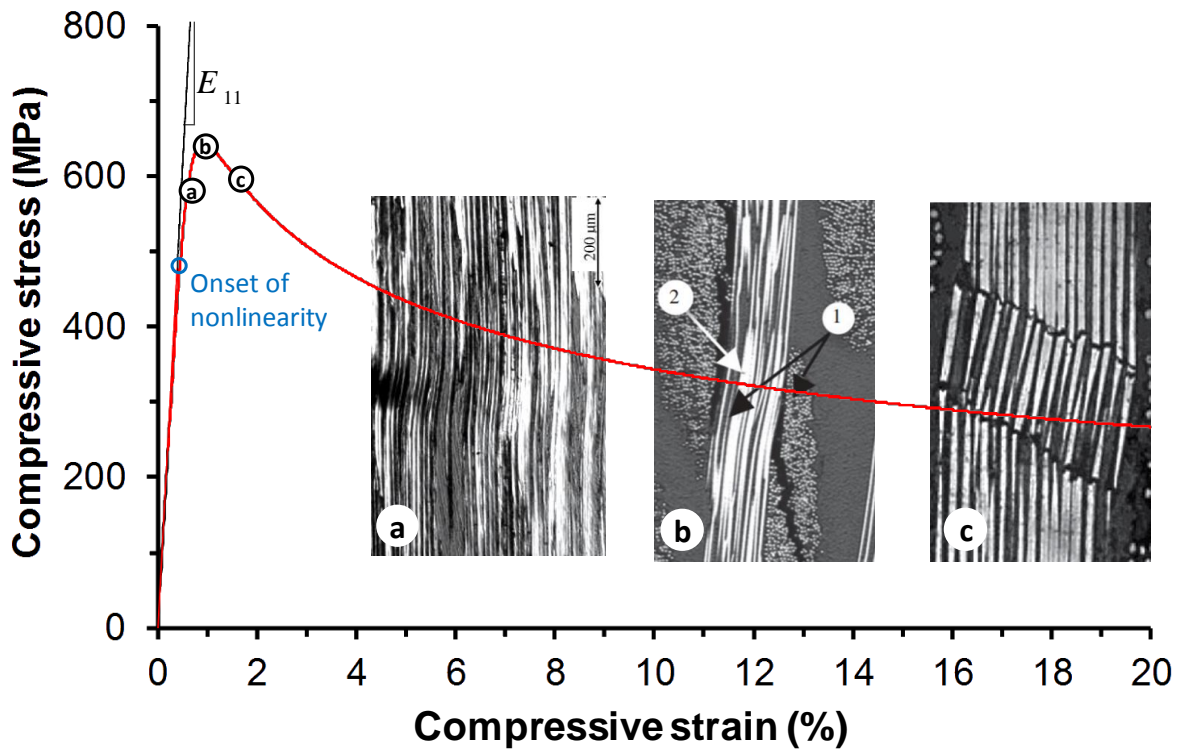 800
600
400
200
0
Compressive stress (MPa)
E11
b
a
c
Onset of
nonlinearity
200 µm
2
1
a
b
c
0 2 4 6 8 10 12 14 16 18 20
Compressive strain (%)